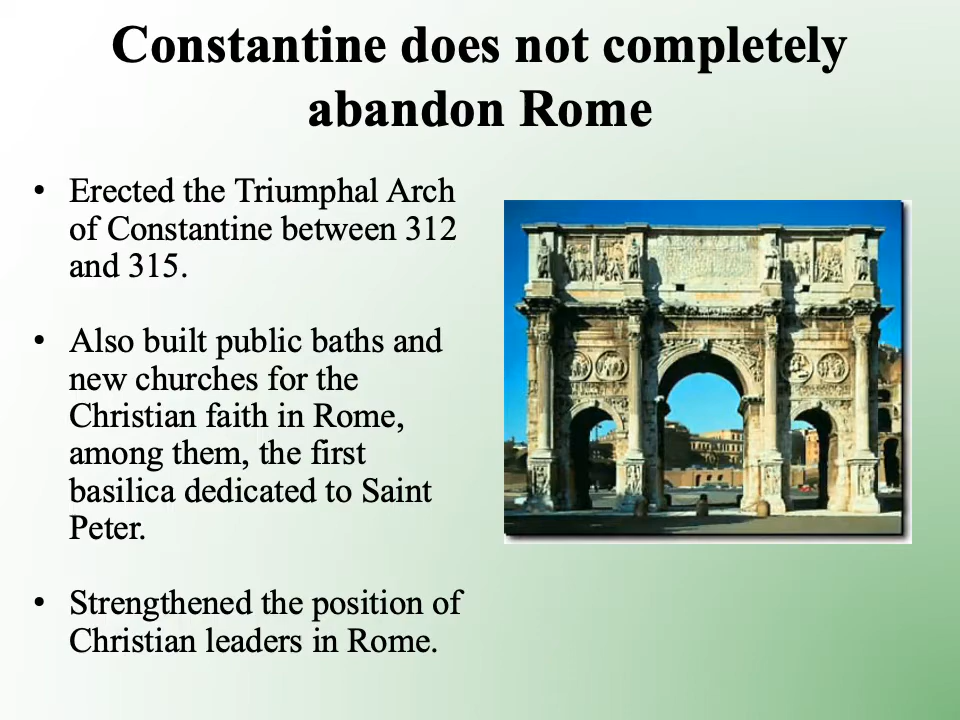 Constantine does not completely
abandon Rome
• Erected the Triumphal Arch
of Constantine between 312
and 315.
• Also built public baths and
new churches for the
Christian faith in Rome,
among them, the first
basilica dedicated to Saint
Peter.
• Strengthened the position of
Christian leaders in Rome.